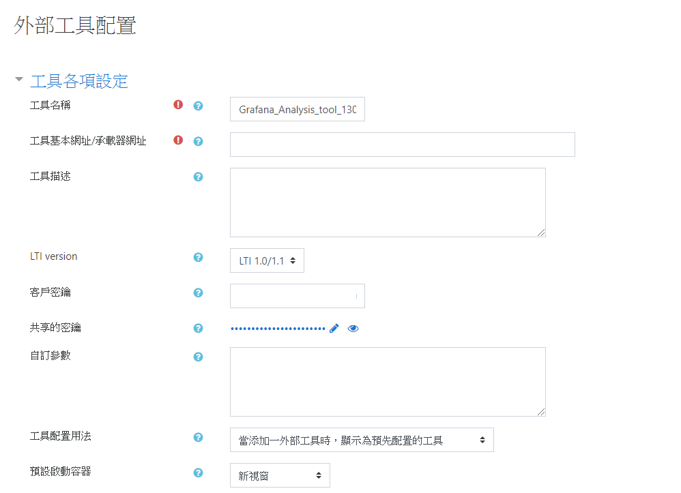 外部工具配置
工具各項設定
工具名稱
Grafana_Analysis_tool_130
工具基本網址/承載器網址
工具描述
LTI version
LTI 1.0/1.1
客戶密鑰
共享的密鑰
自訂參數
工具配置用法
當添加一外部工具時，顯示為預先配置的工具
預設啟動容器
新視窗